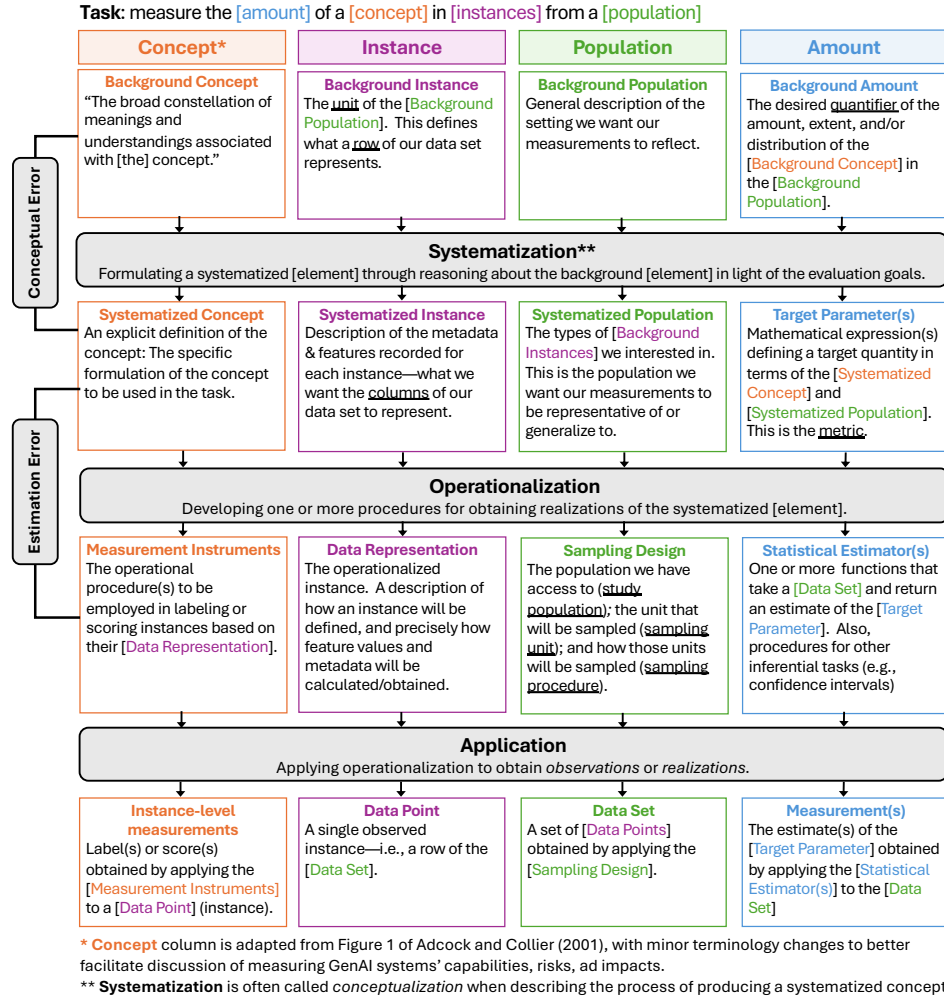 Task: measure the [amount] of a [concept] in [instances] from a [population]
Concept*
Instance
Population
Amount
Background Concept
“The broad constellation of
meanings and
understandings associated
with [the] concept.”
Background Instance
The unit of the [Background
Population].  This defines
what a row of our data set
represents.
Background Population
General description of the
setting we want our
measurements to reflect.
Background Amount
The desired quantifier of the
amount, extent, and/or
distribution of the
[Background Concept] in
the [Background
Population].
Conceptual Error
Systematization**
Formulating a systematized [element] through reasoning about the background [element] in light of the evaluation goals.
Systematized Concept
An explicit definition of the
concept: The specific
formulation of the concept
to be used in the task.
Systematized Instance
Description of the metadata
& features recorded for
each instance—what we
want the columns of our
data set to represent.
Systematized Population
The types of [Background
Instances] we interested in.
This is the population we
want our measurements to
be representative of or
generalize to.
Target Parameter(s)
Mathematical expression(s)
defining a target quantity in
terms of the [Systematized
Concept] and
[Systematized Population].
This is the metric.
Estimation Error
Operationalization
Developing one or more procedures for obtaining realizations of the systematized [element].
Measurement Instruments
The operational
procedure(s) to be
employed in labeling or
scoring instances based on
their [Data Representation].
Data Representation
The operationalized
instance.  A description of
how an instance will be
defined, and precisely how
feature values and
metadata will be
calculated/obtained.
Sampling Design
The population we have
access to (study
population); the unit that
will be sampled (sampling
unit); and how those units
will be sampled (sampling
procedure).
Statistical Estimator(s)
One or more  functions that
take a [Data Set] and return
an estimate of the [Target
Parameter].  Also,
procedures for other
inferential tasks (e.g.,
confidence intervals)
Application
Applying operationalization to obtain observations or realizations.
Instance-level
measurements
Label(s) or score(s)
obtained by applying the
[Measurement Instruments]
to a [Data Point] (instance).
Data Point
A single observed
instance—i.e., a row of the
[Data Set].
Data Set
A set of [Data Points]
obtained by applying the
[Sampling Design].
Measurement(s)
The estimate(s) of the
[Target Parameter] obtained
by applying the [Statistical
Estimator(s)] to the [Data
Set]
* Concept column is adapted from Figure 1 of Adcock and Collier (2001), with minor terminology changes to better
facilitate discussion of measuring GenAI systems’ capabilities, risks, ad impacts.
** Systematization is often called conceptualization when describing the process of producing a systematized concept